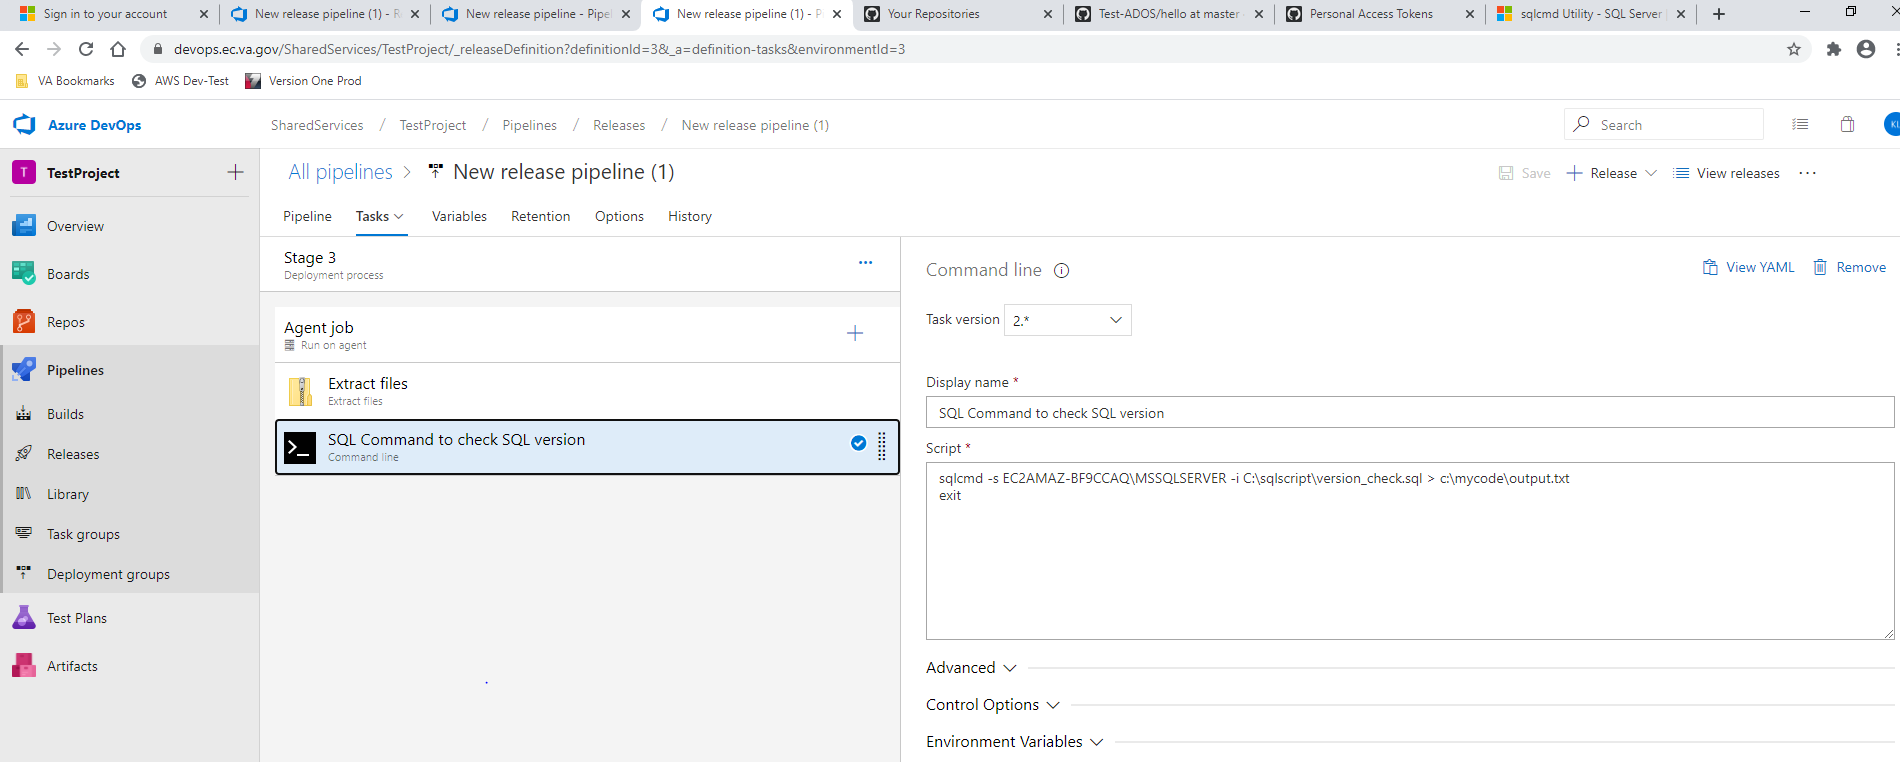 Sign in to your account
New release pipeline (1) - R
New release pipeline - Pipel
New release pipeline (1) - P
Your Repositories
Test-ADOS/hello at master
Personal Access Tokens
sqlcmd Utility - SQL Server
devops.ec.va.gov/SharedServices/TestProject/_releaseDefinition?definitionId=3&_a=definition-tasks&environmentId=3
VA Bookmarks
AWS Dev-Test
Version One Prod
Azure DevOps
SharedServices / TestProject / Pipelines / Releases / New release pipeline (1)
Search
KL
T
TestProject
Overview
Boards
Repos
Pipelines
Builds
Releases
Library
Task groups
Deployment groups
Test Plans
Artifacts
All pipelines > New release pipeline (1)
Save
Release
View releases
Pipeline
Tasks
Variables
Retention
Options
History
Stage 3
Deployment process
Agent job
Run on agent
Extract files
Extract files
SQL Command to check SQL version
Command line
Command line
View YAML
Remove
Task version
2.*
Display name *
SQL Command to check SQL version
Script *
sqlcmd -s EC2AMAZ-BF9CCAQ\MSSQLSERVER -i C:\sqlscript\version_check.sql > c:\mycode\output.txt
exit
Advanced
Control Options
Environment Variables